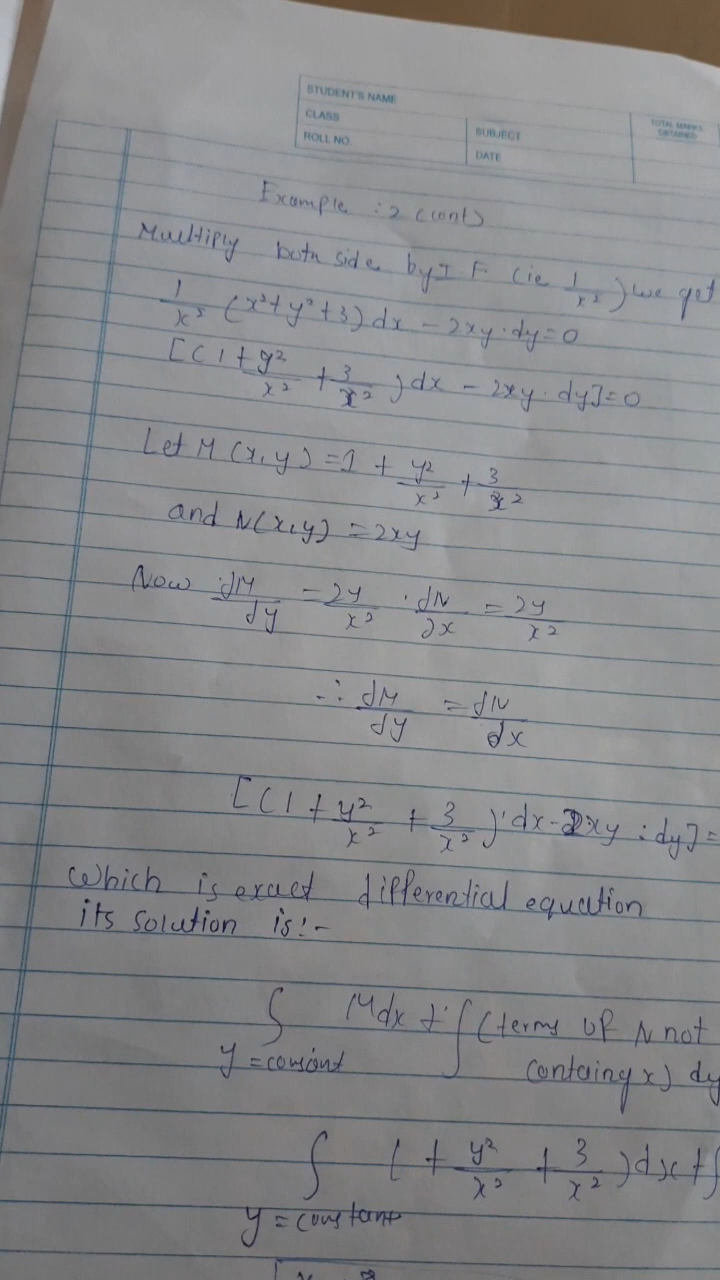 STUDENT'S NAME
CLASS
SUBJECT
TOTAL MARKS OBTAINED
ROLL NO.
DATE
Example : 2 (cont)
Multiply both side by I F (ie 1/x²) we get
1/x² (x²+y²+3)dx - 2xy·dy=0
[(1+y²/x²+3/x²)dx - 2xy·dy]=0
Let M(x,y)=1+y²/x²+3/x²
and N(x,y)=2xy
Now ∂M/∂y=2y/x² · ∂N/∂x=2y/x²
∴ ∂M/∂y=∂N/∂x
[(1+y²/x²+3/x²)·dx-2xy:dy]=
Which is exact differential equation
its solution is:-
∫ Mdx + ∫(terms of N not
y=consant containg x) dy
∫ (+y²/x²+3/x²)dx+∫
y=constant